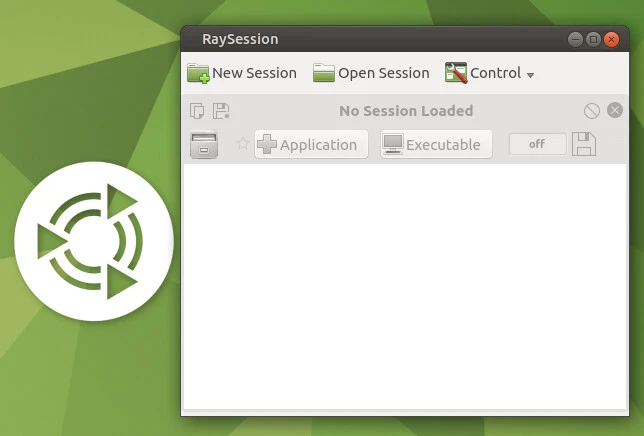 RaySession
New Session Open Session Control
No Session Loaded
Application Executable off